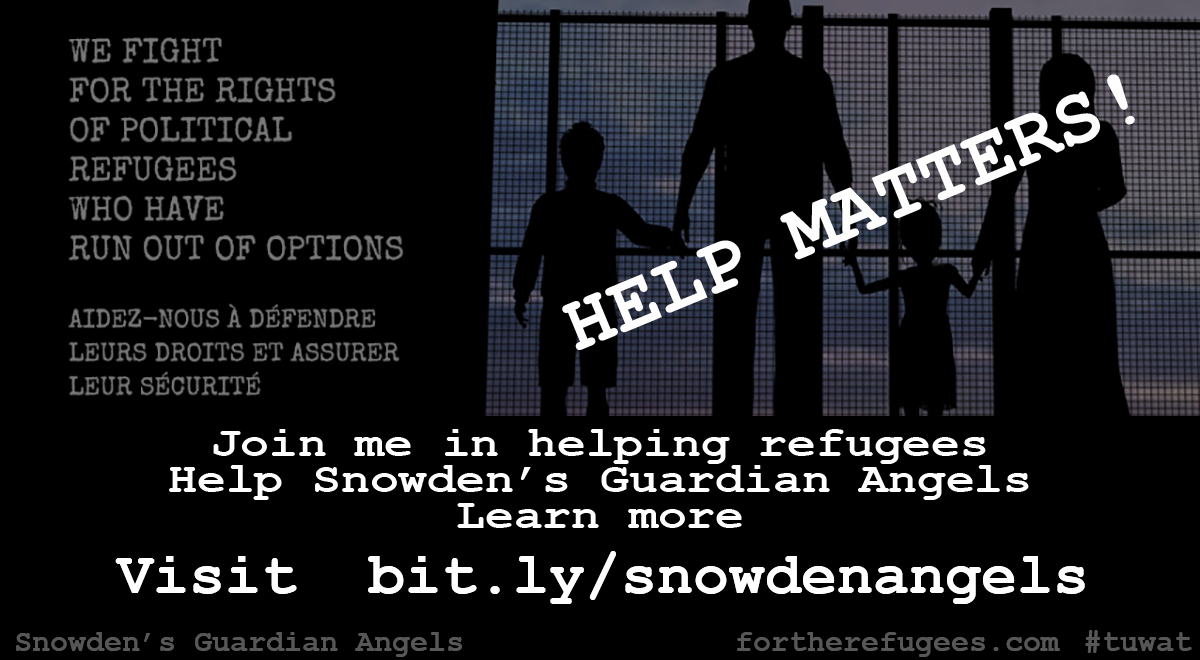 WE FIGHT
FOR THE RIGHTS
OF POLITICAL
REFUGEES
WHO HAVE
RUN OUT OF OPTIONS
AIDEZ-NOUS À DÉFENDRE
LEURS DROITS ET ASSURER
LEUR SÉCURITÉ
HELP MATTERS!
Join me in helping refugees
Help Snowden’s Guardian Angels
Learn more
Visit bit.ly/snowdenangels
Snowden’s Guardian Angels
fortherefugees.com #tuwat